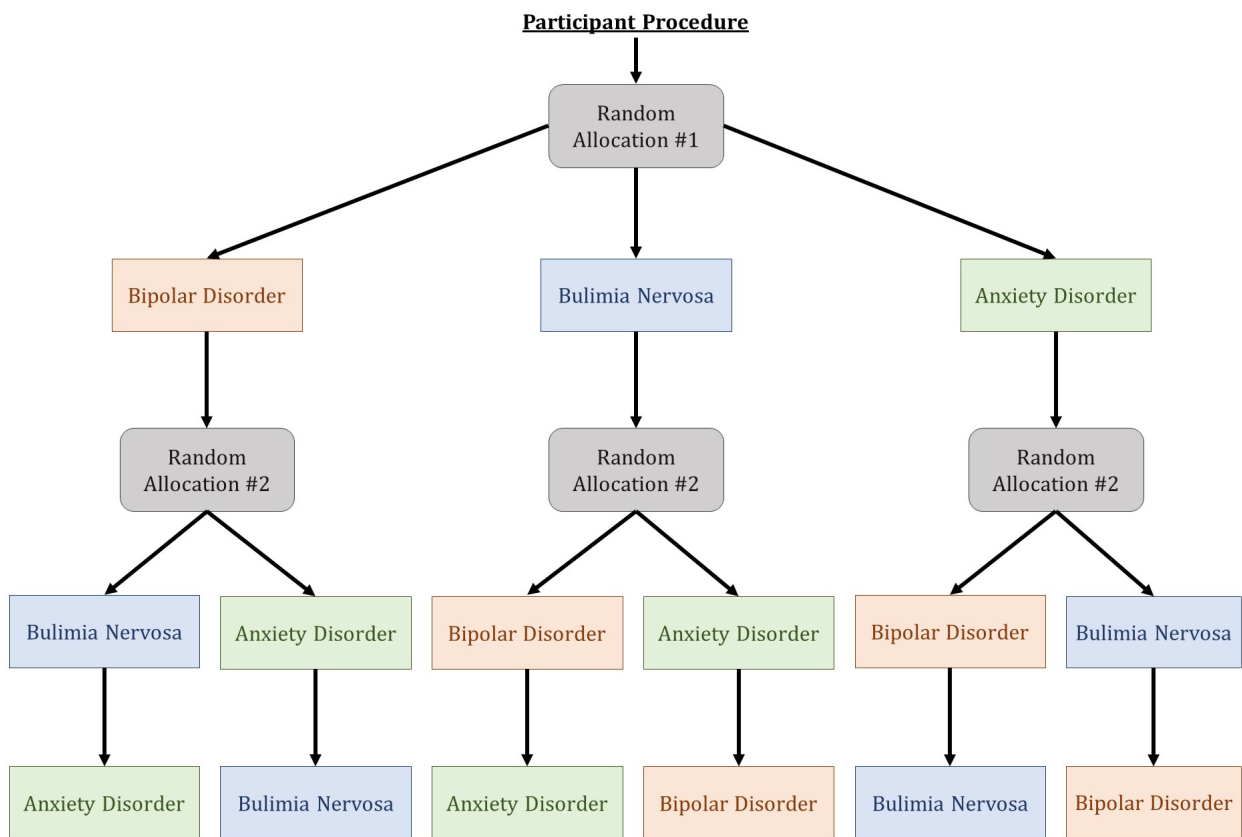 Participant Procedure
Random
Allocation #1
Bipolar Disorder
Bulimia Nervosa
Anxiety Disorder
Random
Allocation #2
Random
Allocation #2
Random
Allocation #2
Bulimia Nervosa
Anxiety Disorder
Bipolar Disorder
Anxiety Disorder
Bipolar Disorder
Bulimia Nervosa
Anxiety Disorder
Bulimia Nervosa
Anxiety Disorder
Bipolar Disorder
Bulimia Nervosa
Bipolar Disorder